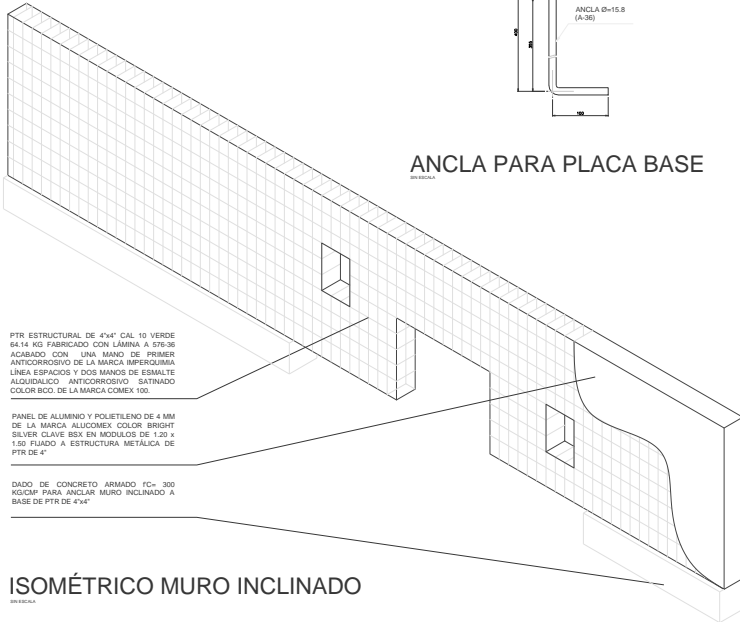 ANCLA Ø=15.8
(A-36)
100
ANCLA PARA PLACA BASE
SIN ESCALA
PTR ESTRUCTURAL DE 4"x4" CAL 10 VERDE
64.14 KG FABRICADO CON LÁMINA A 576-36
ACABADO CON UNA MANO DE PRIMER
ANTICORROSIVO DE LA MARCA IMPERQUIMIA
LÍNEA ESPACIOS Y DOS MANOS DE ESMALTE
ALQUIDALICO ANTICORROSIVO SATINADO
COLOR BCO. DE LA MARCA COMEX 100.
PANEL DE ALUMINIO Y POLIETILENO DE 4 MM
DE LA MARCA ALUCOMEX COLOR BRIGHT
SILVER CLAVE BSX EN MODULOS DE 1.20 x
1.50 FIJADO A ESTRUCTURA METÁLICA DE
PTR DE 4"
DADO DE CONCRETO ARMADO f'C= 300
KG/CM² PARA ANCLAR MURO INCLINADO A
BASE DE PTR DE 4"x4"
ISOMÉTRICO MURO INCLINADO
SIN ESCALA